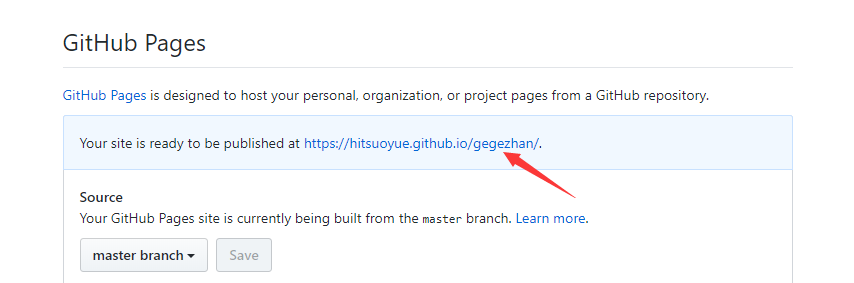 GitHub Pages
GitHub Pages is designed to host your personal, organization, or project pages from a GitHub repository.
Your site is ready to be published at https://hitsuoyue.github.io/gegezhan/.
Source
Your GitHub Pages site is currently being built from the master branch. Learn more.
master branch Save